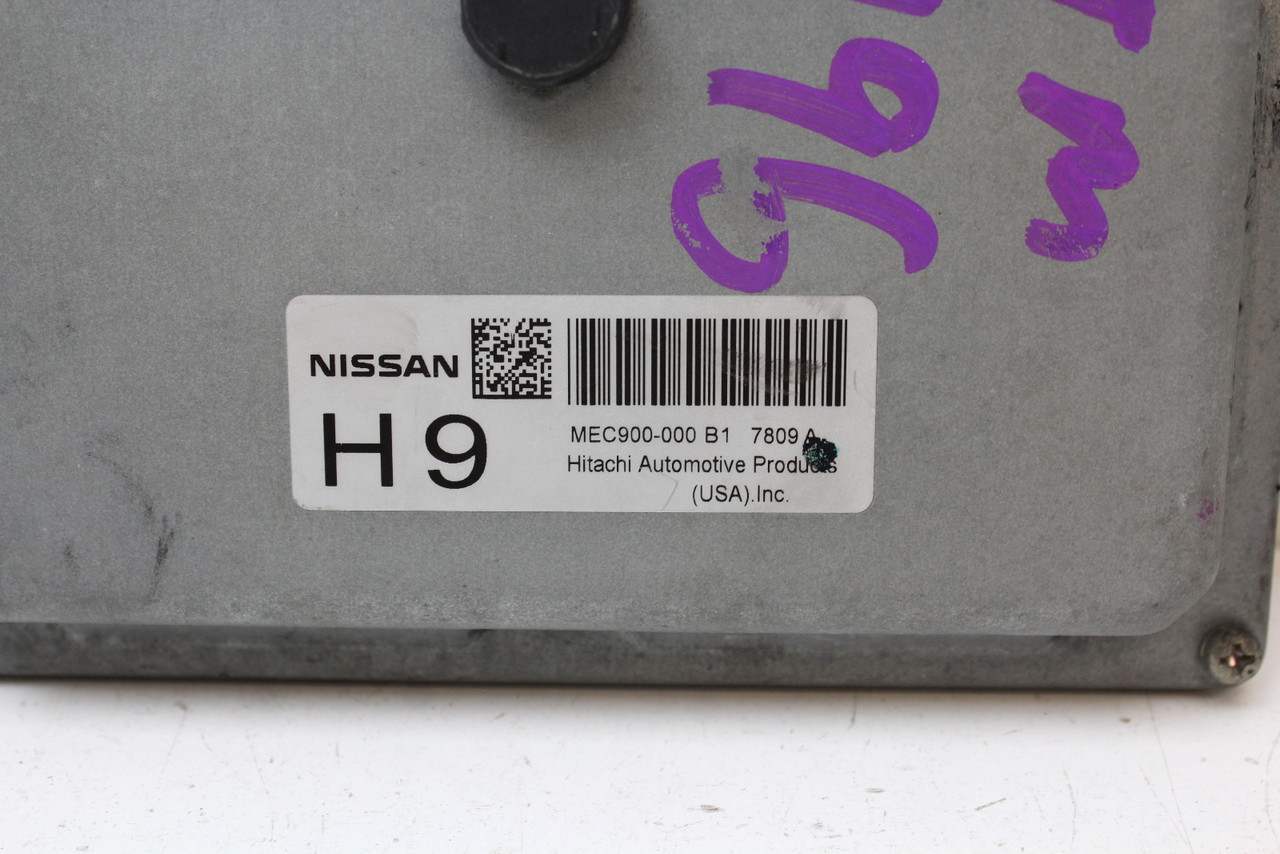 NISSAN
H9
MEC900-000 B1 7809 A
Hitachi Automotive Products
(USA).Inc.